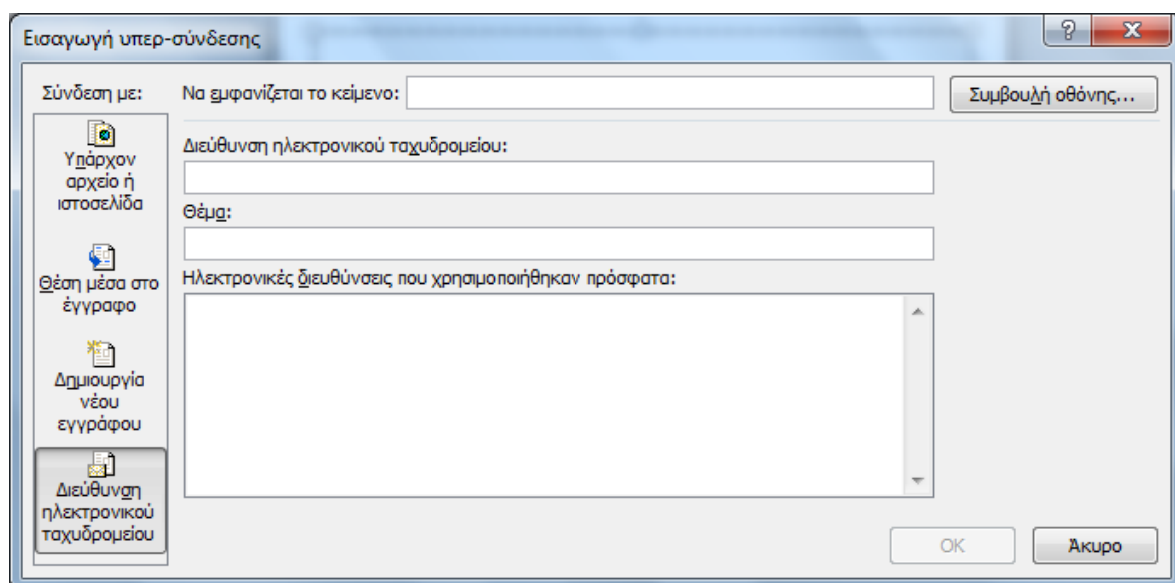 Εισαγωγή υπερ-σύνδεσης
Σύνδεση με:
Να εμφανίζεται το κείμενο:
Συμβουλή οθόνης...
Υπάρχον
αρχείο ή
ιστοσελίδα
Θέση μέσα στο
έγγραφο
Δημιουργία
νέου
εγγράφου
Διεύθυνση
ηλεκτρονικού
ταχυδρομείου
Διεύθυνση ηλεκτρονικού ταχυδρομείου:
Θέμα:
Ηλεκτρονικές διευθύνσεις που χρησιμοποιήθηκαν πρόσφατα:
OK
Άκυρο